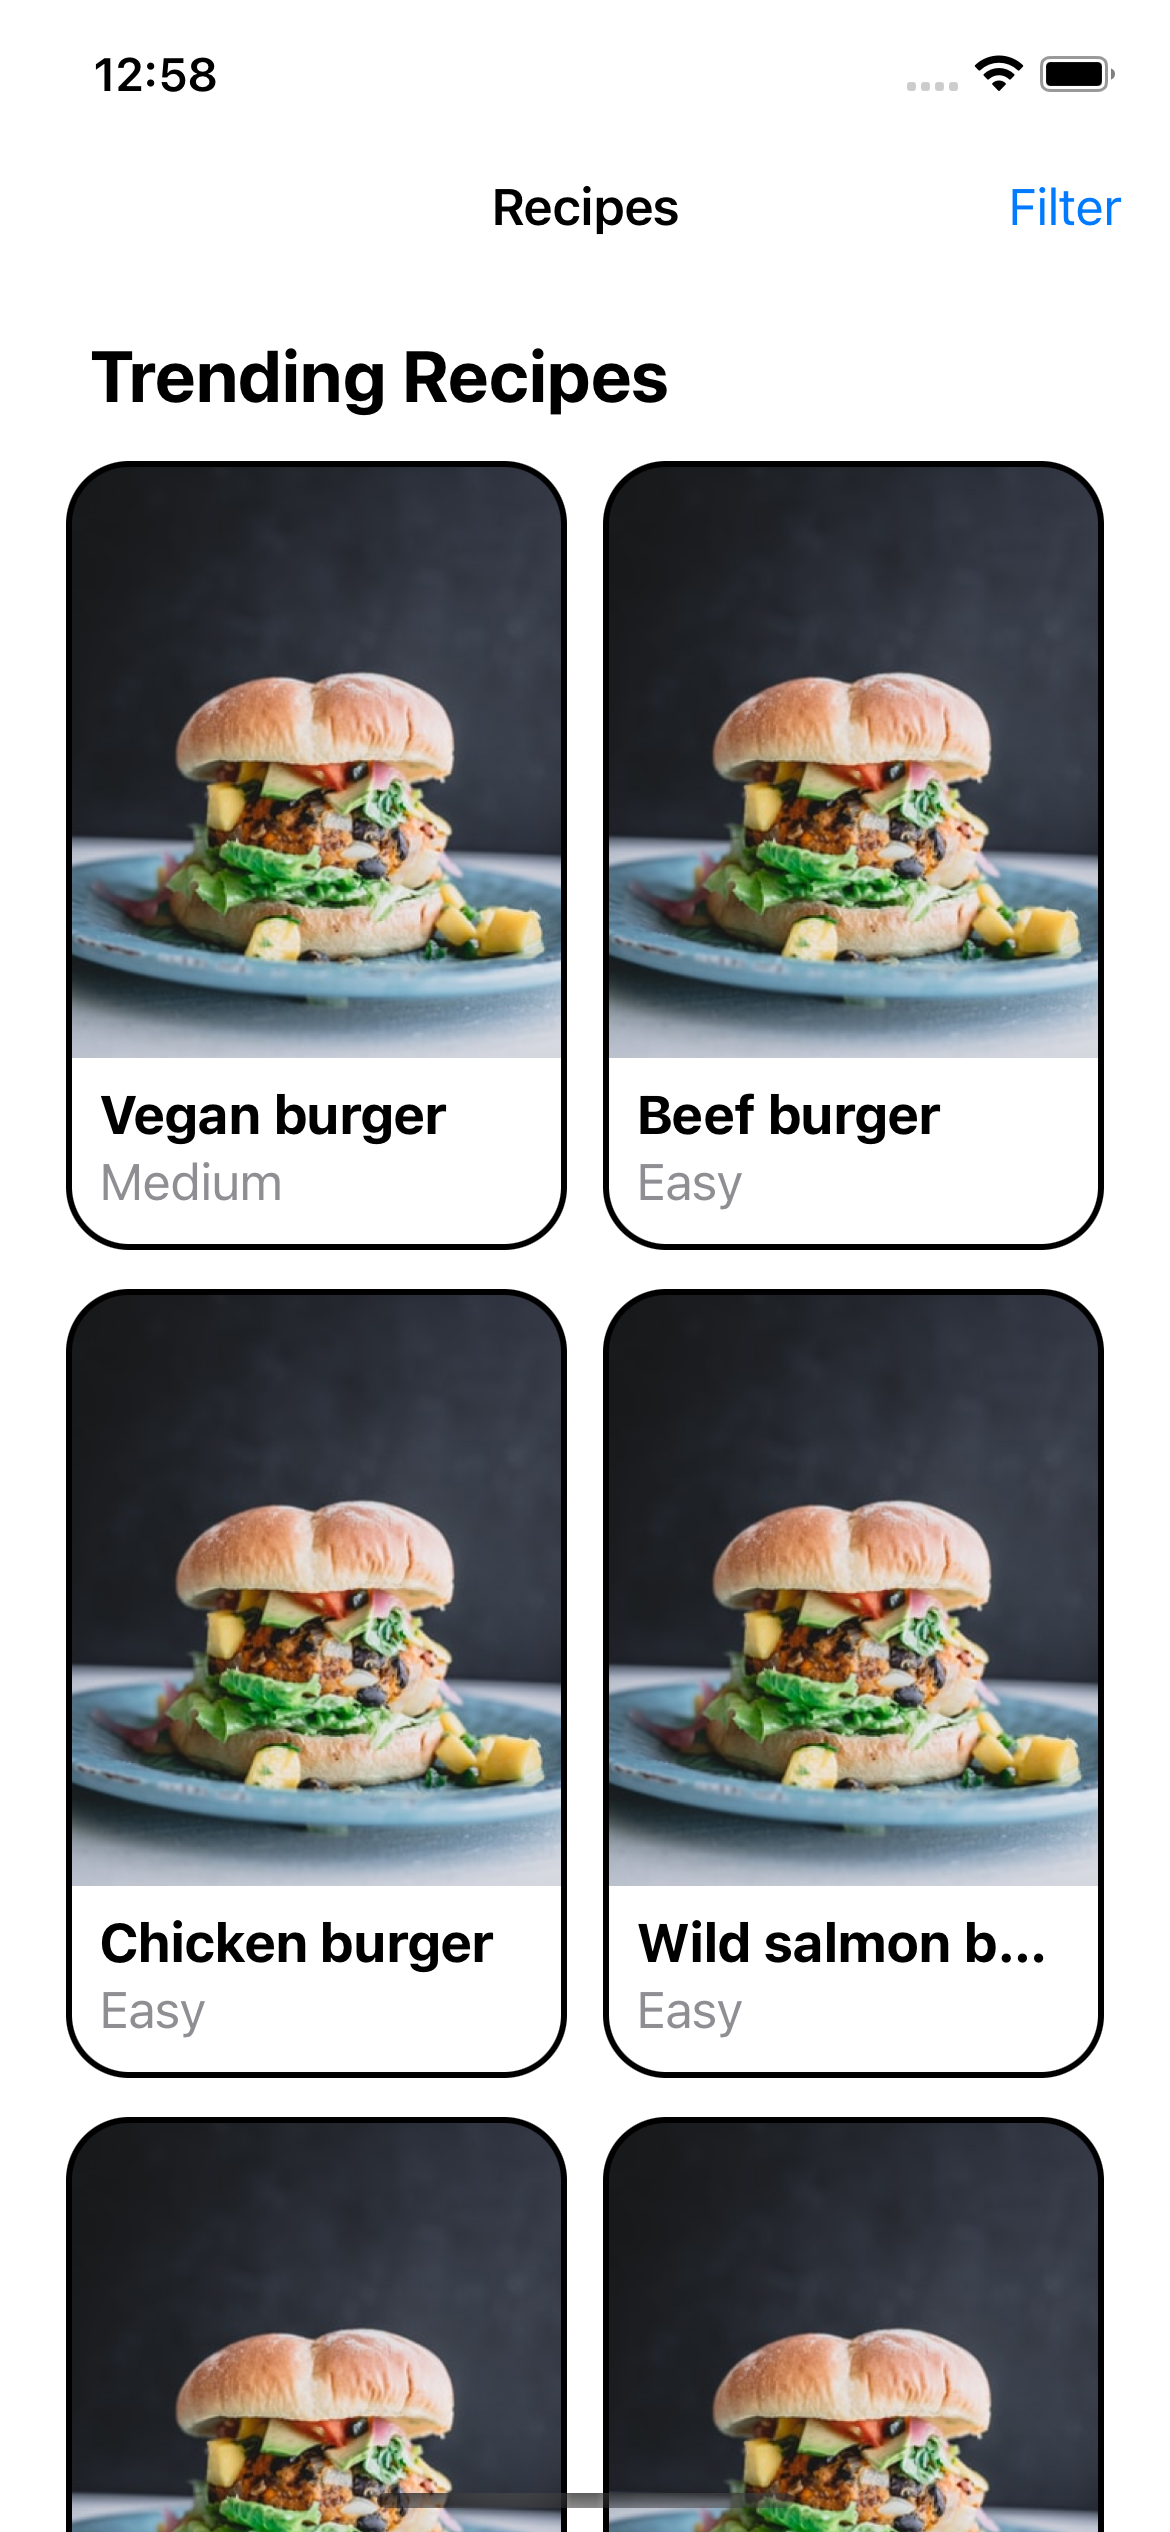 12:58
Recipes
Filter
Trending Recipes
Vegan burger
Medium
Beef burger
Easy
Chicken burger
Easy
Wild salmon b...
Easy